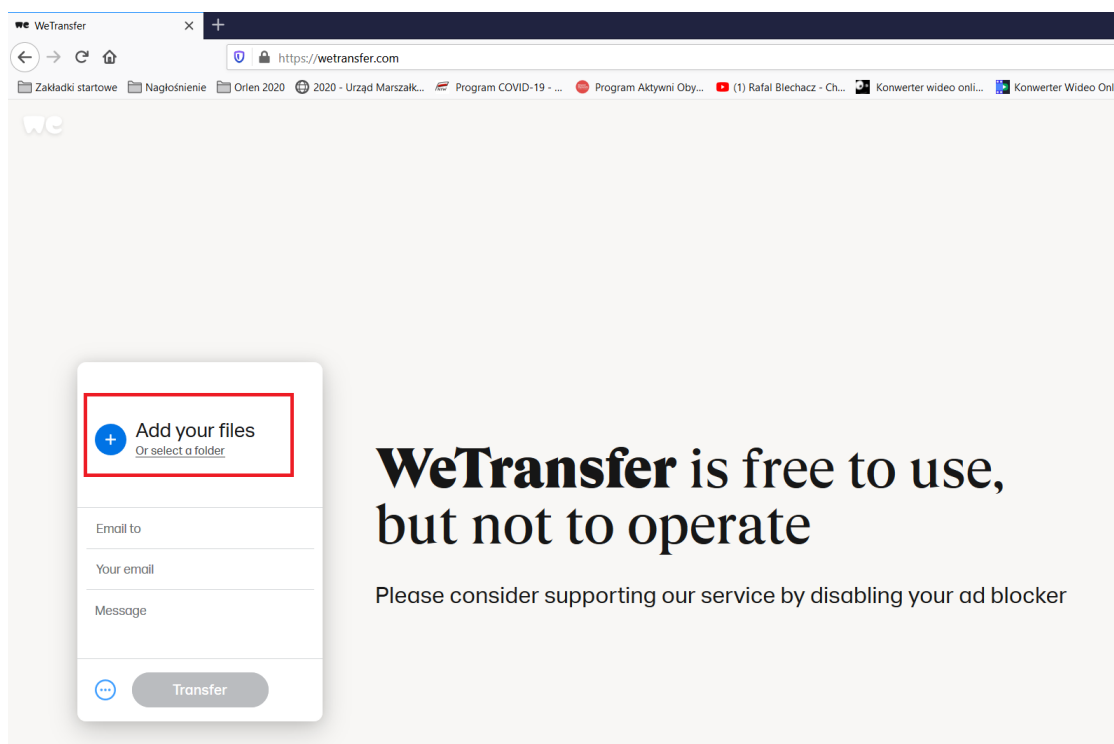 we WeTransfer
https://wetransfer.com
Zakładki startowe Nagłośnienie Orlen 2020 2020 - Urząd Marszałk... Program COVID-19 - ... Program Aktywni Oby... (1) Rafal Blechacz - Ch... Konwerter wideo onli... Konwerter Wideo Onl
we
Add your files
Or select a folder
Email to
Your email
Message
Transfer
WeTransfer is free to use,
but not to operate
Please consider supporting our service by disabling your ad blocker